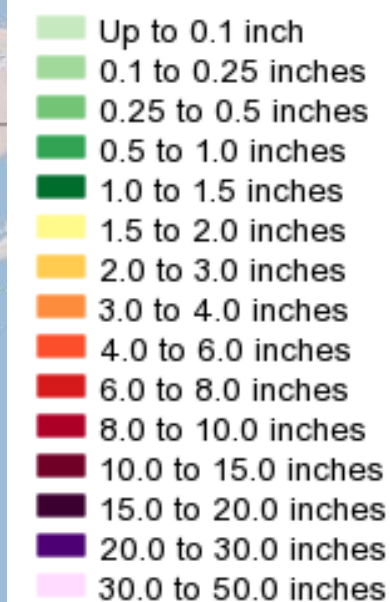 Up to 0.1 inch
0.1 to 0.25 inches
0.25 to 0.5 inches
0.5 to 1.0 inches
1.0 to 1.5 inches
1.5 to 2.0 inches
2.0 to 3.0 inches
3.0 to 4.0 inches
4.0 to 6.0 inches
6.0 to 8.0 inches
8.0 to 10.0 inches
10.0 to 15.0 inches
15.0 to 20.0 inches
20.0 to 30.0 inches
30.0 to 50.0 inches